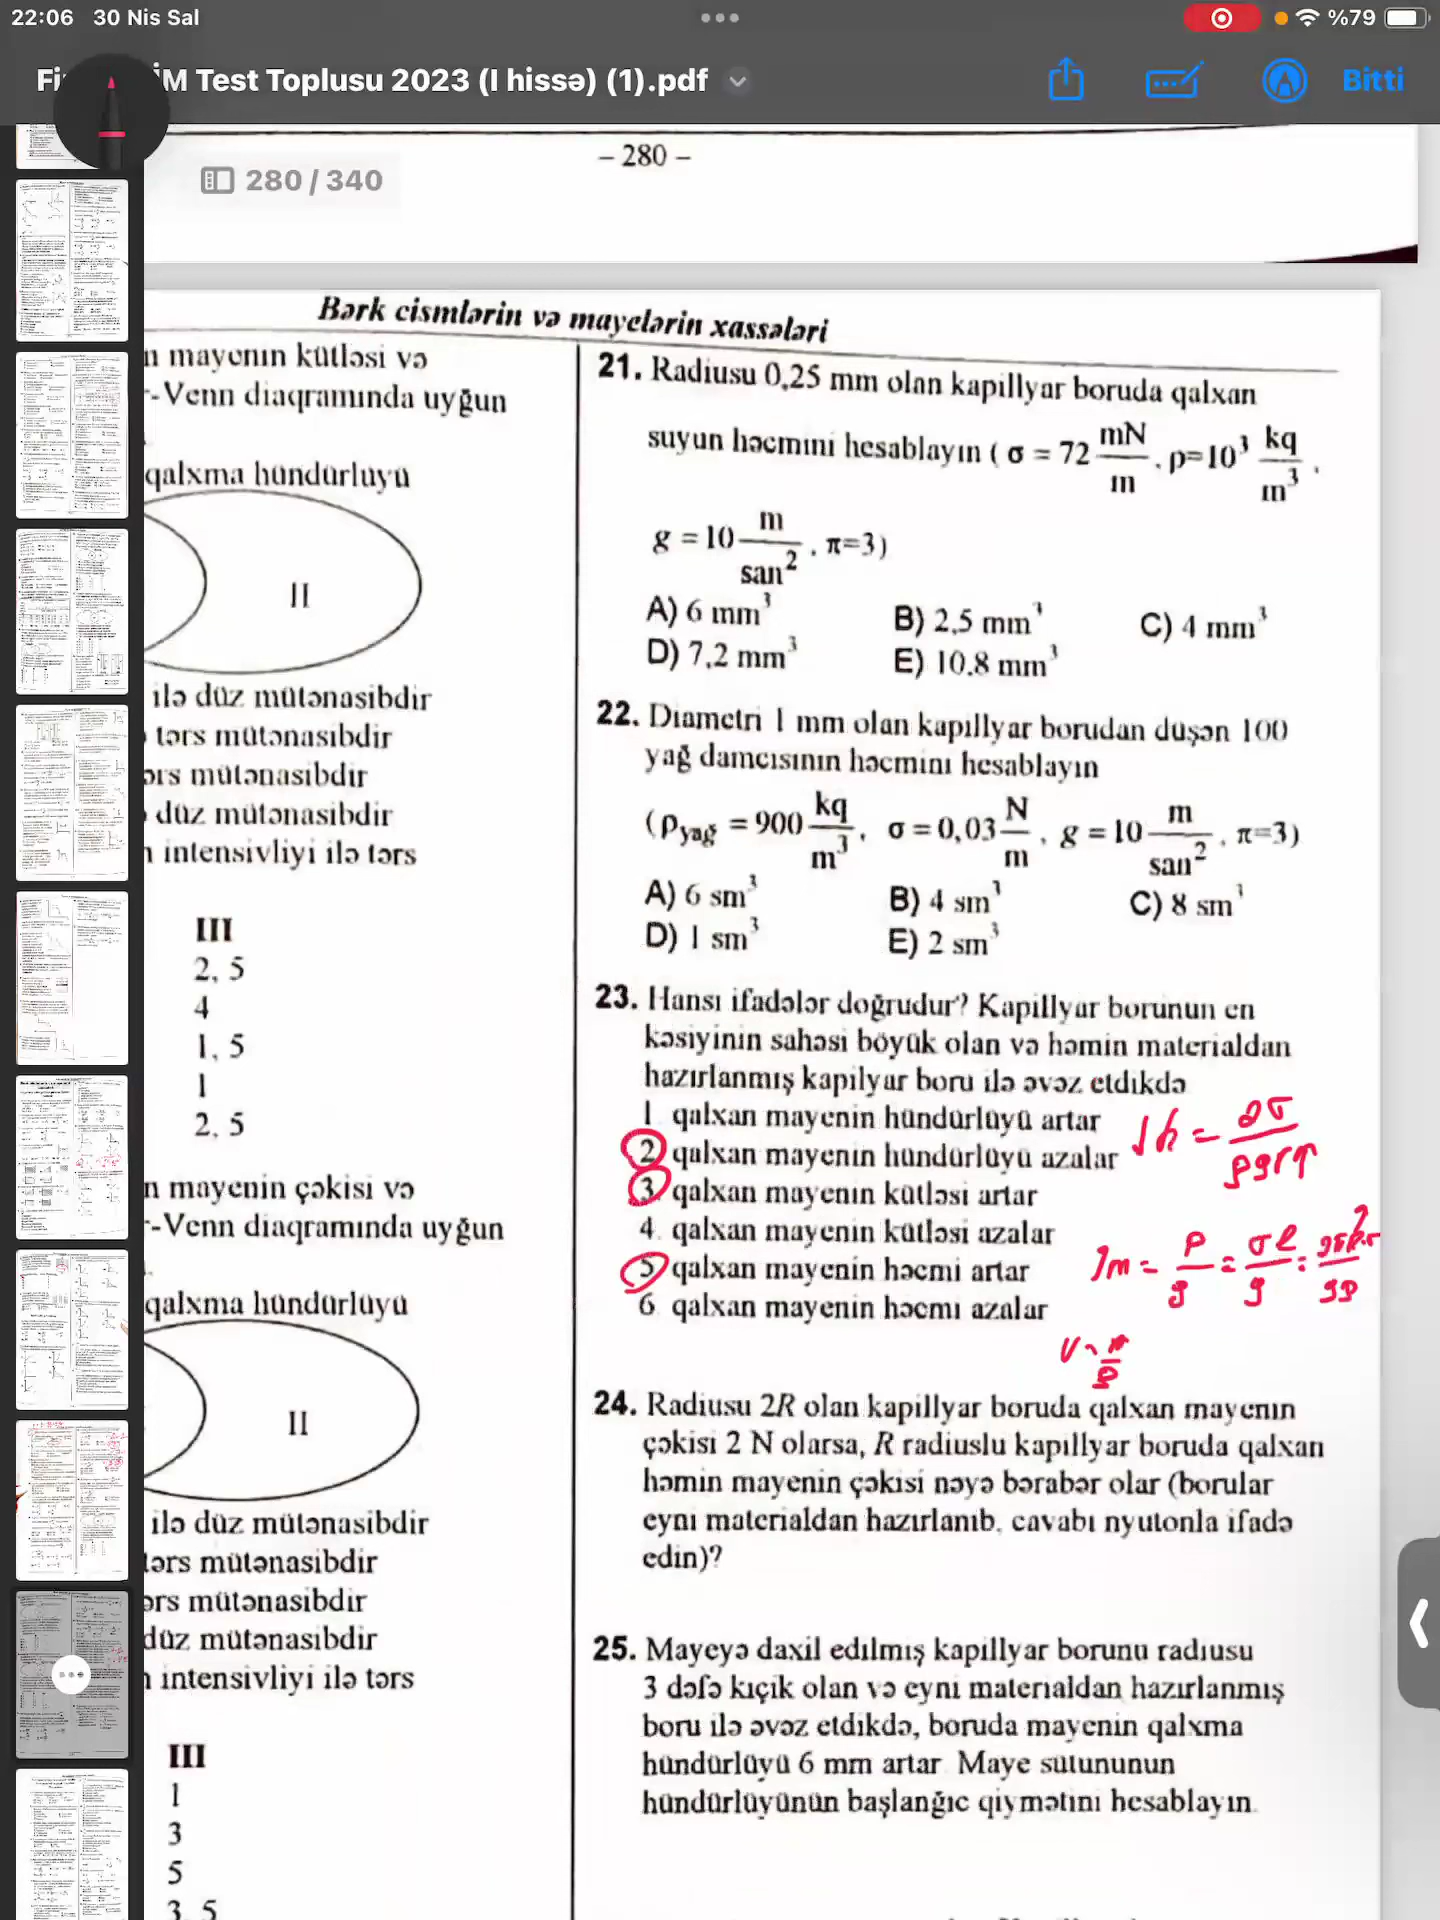 22:06 30 Nis Sal
%79
İM Test Toplusu 2023 (I hissə) (1).pdf
Bitti
– 280 –
280 / 340
Bərk cismlərin və mayelərin xassələri
n mayenın kütləsi və
-Venn diaqramında uyğun
qalxma hündürlüyü
II
ilə düz mütənasibdir
tərs mütənasibdir
ərs mütənasibdir
düz mütənasibdir
intensivliyi ilə tərs
III
2, 5
4
1, 5
1
2, 5
n mayenin çəkisi və
-Venn diaqramında uyğun
qalxma hündürlüyü
II
ilə düz mütənasibdir
tərs mütənasibdir
ərs mütənasibdir
düz mütənasibdir
intensivliyi ilə tərs
III
1
3
5
3, 5
21. Radiusu 0,25 mm olan kapillyar boruda qalxan
suyun həcmini hesablayın ( σ = 72 mN/m , ρ=10³ kq/m³ ,
g = 10 m/san² , π=3)
A) 6 mm³ B) 2,5 mm³ C) 4 mm³
D) 7,2 mm³ E) 10,8 mm³
22. Diametri 1 mm olan kapillyar borudan düşən 100
yağ damcısının həcmini hesablayın
(ρyag = 900 kq/m³ , σ = 0,03 N/m , g = 10 m/san² , π=3)
A) 6 sm³ B) 4 sm³ C) 8 sm³
D) 1 sm³ E) 2 sm³
23. Hansı ifadələr doğrudur? Kapillyar borunun en
kəsiyinin sahəsi böyük olan və həmin materialdan
hazırlanmış kapilyar boru ilə əvəz etdikdə
1. qalxan mayenin hündürlüyü artar
2. qalxan mayenin hündürlüyü azalar
3. qalxan mayenin kütləsi artar
4. qalxan mayenin kütləsi azalar
5. qalxan mayenin həcmi artar
6. qalxan mayenin həcmi azalar
↓h = 2σ/ρgr↑
m = P/g = σl/g =
V = m/ρ
24. Radiusu 2R olan kapillyar boruda qalxan mayenin
çəkisi 2 N olarsa, R radiuslu kapillyar boruda qalxan
həmin mayenin çəkisi nəyə bərabər olar (borular
eyni materialdan hazırlanıb, cavabı nyutonla ifadə
edin)?
25. Mayeyə daxil edilmiş kapillyar borunu radiusu
3 dəfə kiçik olan və eyni materialdan hazırlanmış
boru ilə əvəz etdikdə, boruda mayenin qalxma
hündürlüyü 6 mm artar. Maye sütununun
hündürlüyünün başlanğıc qiymətini hesablayın.